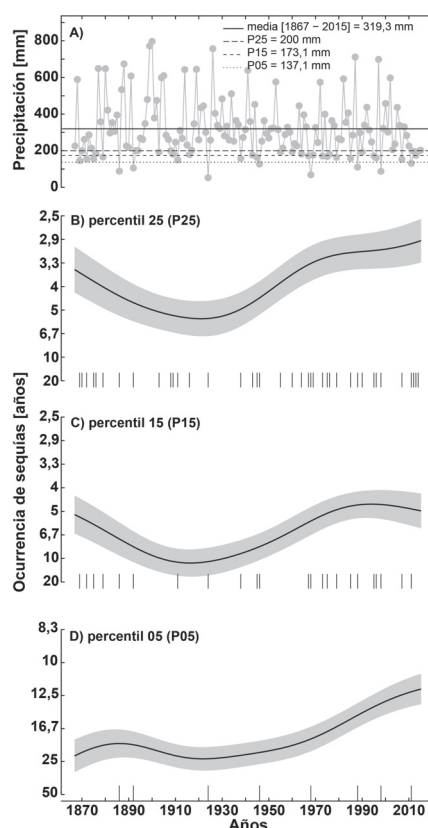 A)
media [1867 – 2015] = 319,3 mm
P25 = 200 mm
P15 = 173,1 mm
P05 = 137,1 mm
Precipitación [mm]
800
600
400
200
0
B) percentil 25 (P25)
2,5
2,9
3,3
4
5
6,7
10
20
Ocurrencia de sequias [años]
C) percentil 15 (P15)
2,5
2,9
3,3
4
5
6,7
10
20
D) percentil 05 (P05)
8,3
10
12,5
16,7
25
50
1870 1890 1910 1930 1950 1970 1990 2010
Años